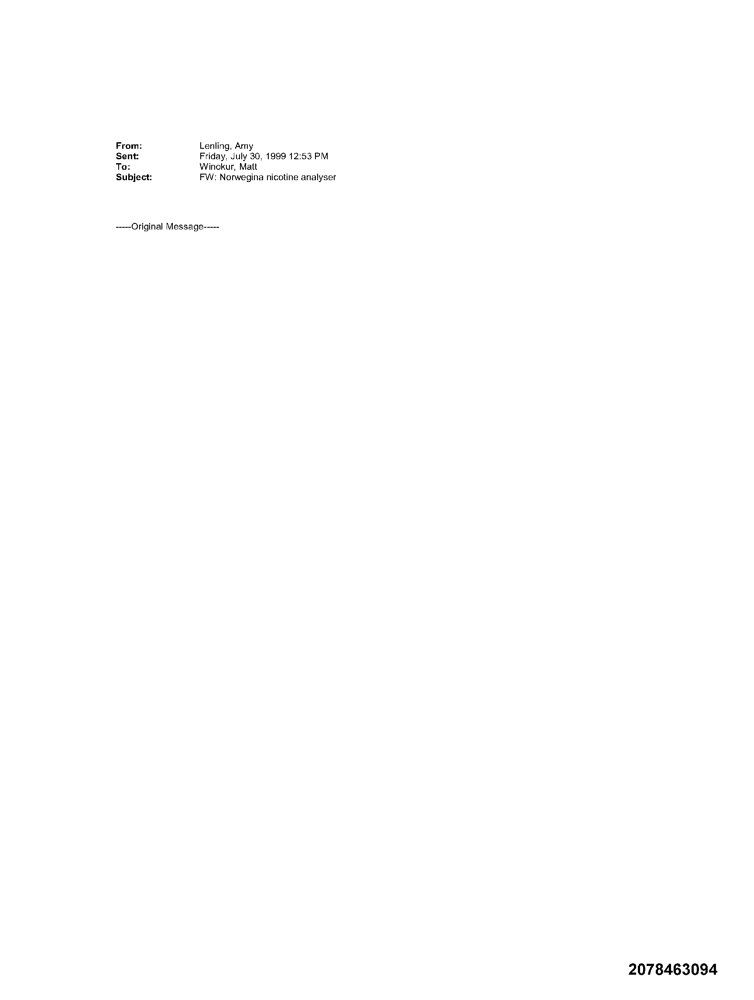 From: Lenling, Amy
Sent: Friday, July 30, 1999 12:53 PM
To: Winokur, Matt
Subject: FW: Norwegina nicotine analyser
-----Original Message-----
2078463094